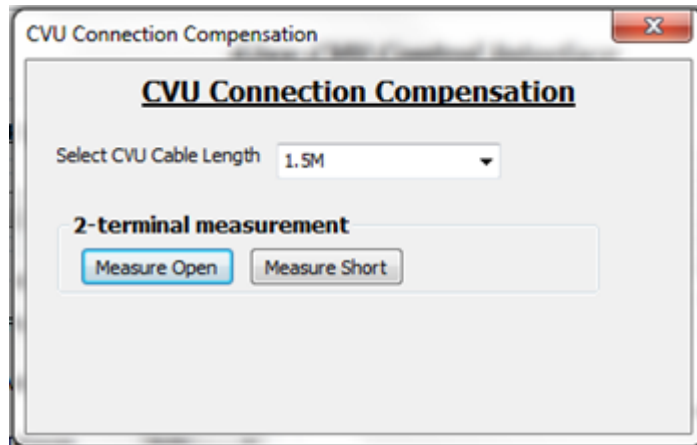 CVU Connection Compensation
CVU Connection Compensation
Select CVU Cable Length 1.5M
2-terminal measurement
Measure Open Measure Short